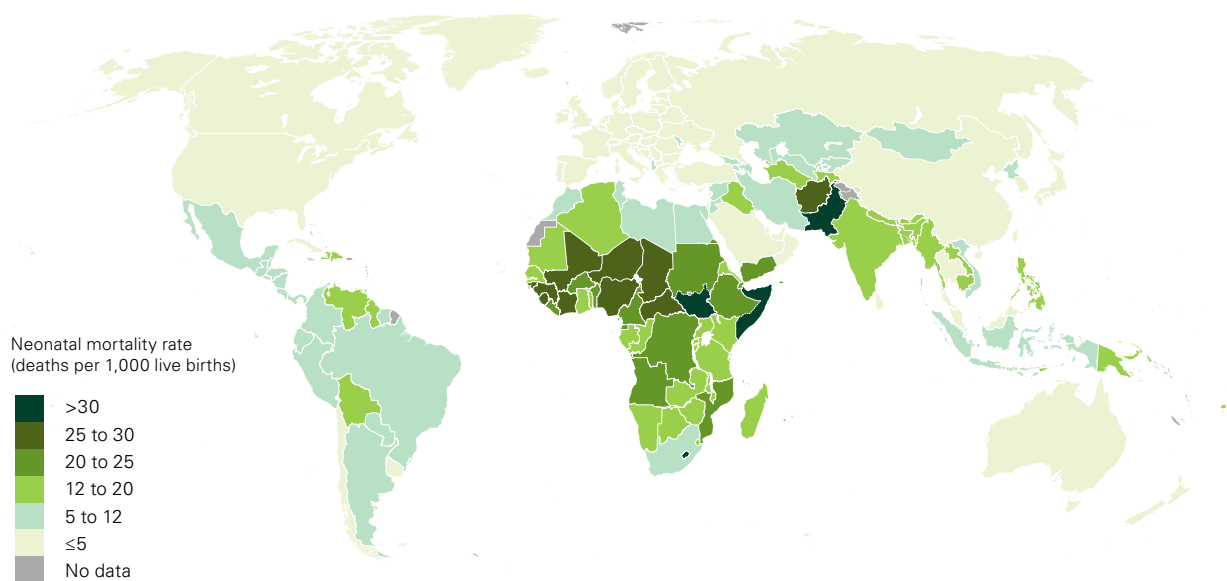 Neonatal mortality rate
(deaths per 1,000 live births)
>30
25 to 30
20 to 25
12 to 20
5 to 12
≤5
No data